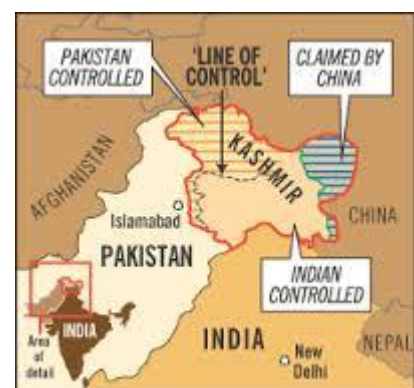 PAKISTAN
CONTROLLED
'LINE OF
CONTROL'
CLAIMED BY
CHINA
KASHMIR
AFGHANISTAN
Islamabad
CHINA
PAKISTAN
INDIAN
CONTROLLED
INDIA
Area
of
detail
INDIA
New
Delhi
NEPAL